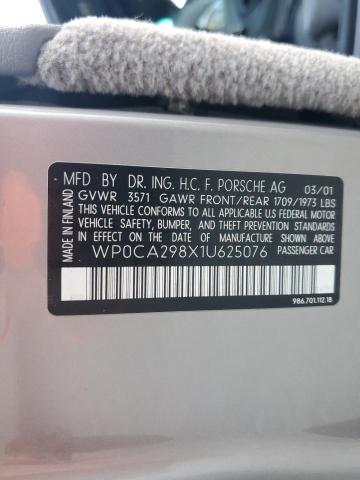 MFD BY DR. ING. H.C. F. PORSCHE AG 03/01
GVWR 3571 GAWR FRONT/REAR 1709/1973 LBS
THIS VEHICLE CONFORMS TO ALL APPLICABLE U.S FEDERAL MOTOR
VEHICLE SAFETY, BUMPER, AND THEFT PREVENTION STANDARDS
IN EFFECT ON THE DATE OF MANUFACTURE SHOWN ABOVE.
WP0CA298X1U625076 PASSENGER CAR
MADE IN FINLAND
986.701.112.18